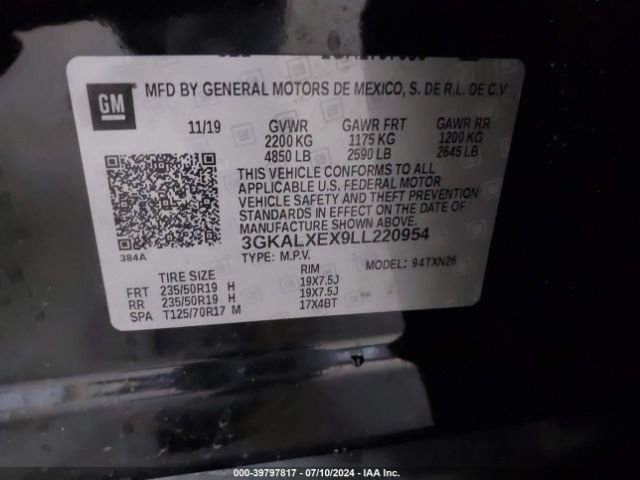 GM
MFD BY GENERAL MOTORS DE MEXICO, S. DE R.L. DE C.V
11/19 GVWR GAWR FRT GAWR RR
2200 KG 1175 KG 1200 KG
4850 LB 2590 LB 2645 LB
THIS VEHICLE CONFORMS TO ALL
APPLICABLE U.S. FEDERAL MOTOR
VEHICLE SAFETY AND THEFT PREVENTION
STANDARDS IN EFFECT ON THE DATE OF
MANUFACTURE SHOWN ABOVE.
3GKALXEX9LL220954
384A TYPE: M.P.V. MODEL: 94TXN26
TIRE SIZE RIM
FRT 235/50R19 H 19X7.5J
RR 235/50R19 H 19X7.5J
SPA T125/70R17 M 17X4BT
000-39797817 / 07/10/2024 / IAA Inc.